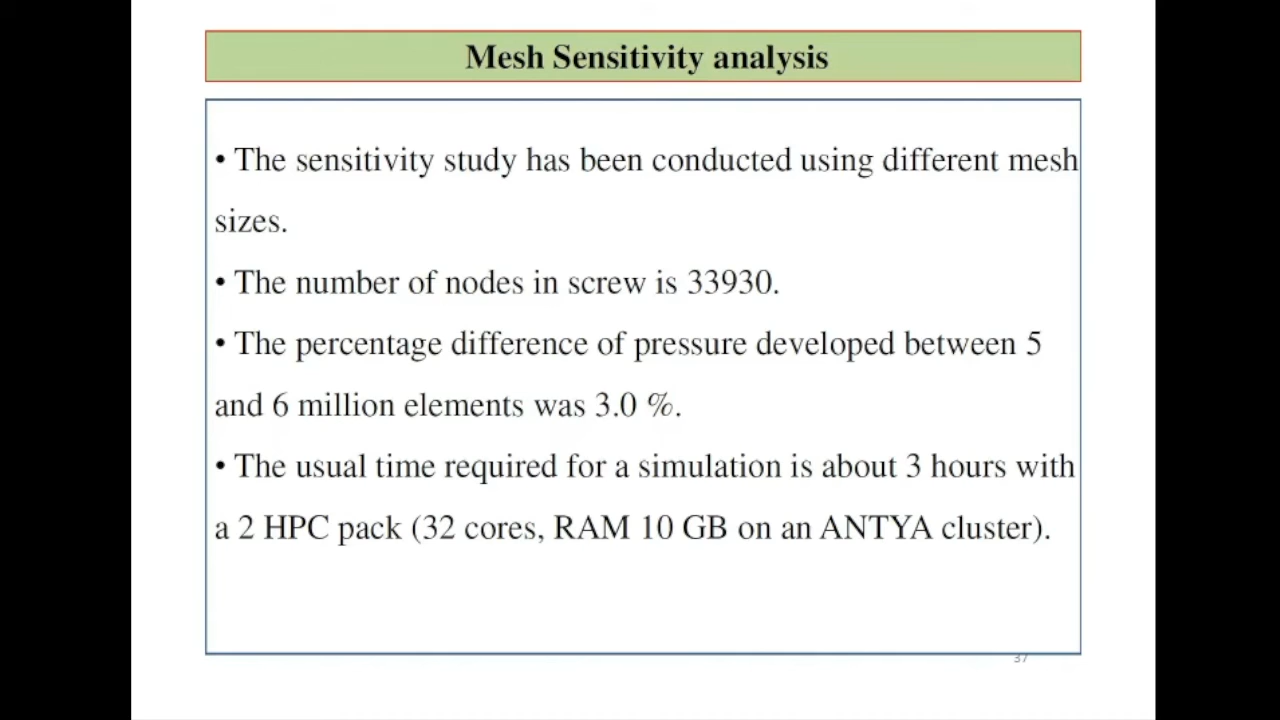 Mesh Sensitivity analysis
• The sensitivity study has been conducted using different mesh
sizes.
• The number of nodes in screw is 33930.
• The percentage difference of pressure developed between 5
and 6 million elements was 3.0 %.
• The usual time required for a simulation is about 3 hours with
a 2 HPC pack (32 cores, RAM 10 GB on an ANTYA cluster).
37